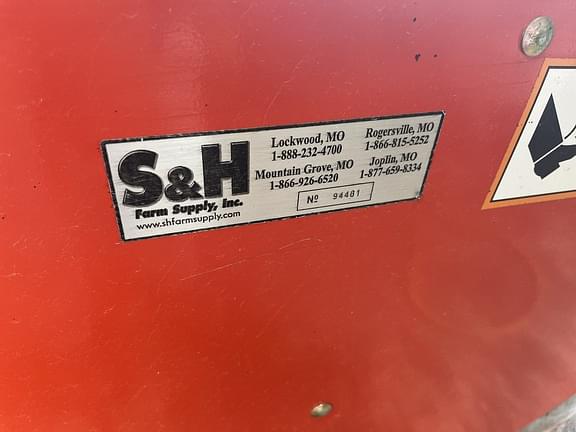 S&H
Farm Supply, Inc.
www.shfarmsupply.com
Lockwood, MO
1-888-232-4700
Mountain Grove, MO
1-866-926-6520
Rogersville, MO
1-866-815-5252
Joplin, MO
1-877-659-8334
Nº 94481